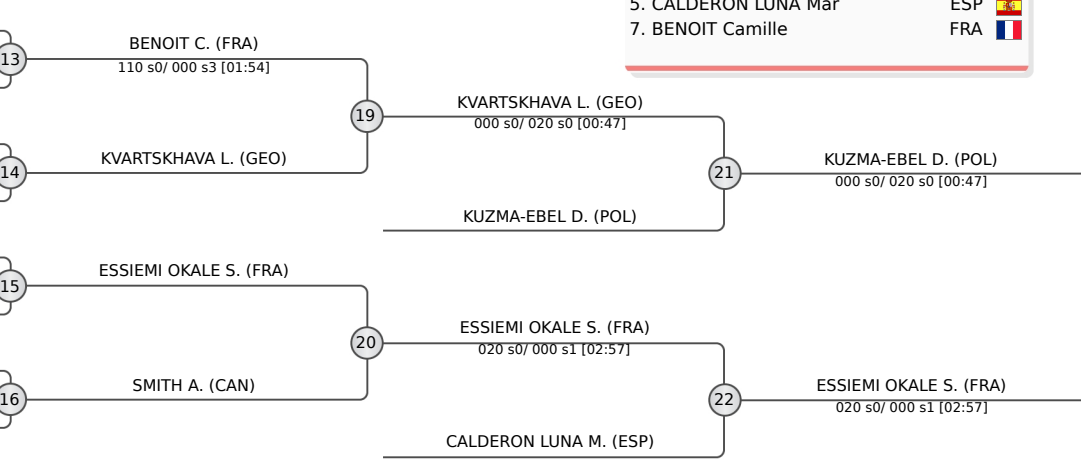 5. CALDERON LUNA Mar ESP
7. BENOIT Camille FRA
BENOIT C. (FRA)
13
110 s0/ 000 s3 [01:54]
KVARTSKHAVA L. (GEO)
19
000 s0/ 020 s0 [00:47]
KVARTSKHAVA L. (GEO)
14
KUZMA-EBEL D. (POL)
21
000 s0/ 020 s0 [00:47]
KUZMA-EBEL D. (POL)
ESSIEMI OKALE S. (FRA)
15
ESSIEMI OKALE S. (FRA)
20
020 s0/ 000 s1 [02:57]
SMITH A. (CAN)
16
ESSIEMI OKALE S. (FRA)
22
020 s0/ 000 s1 [02:57]
CALDERON LUNA M. (ESP)